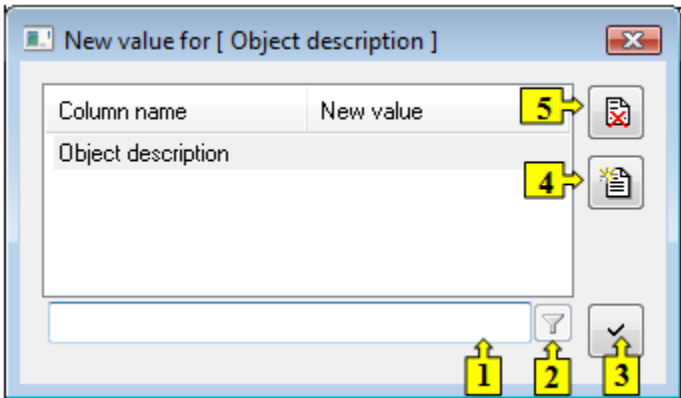 New value for [ Object description ]
Column name New value
5
Object description
4
1 2 3